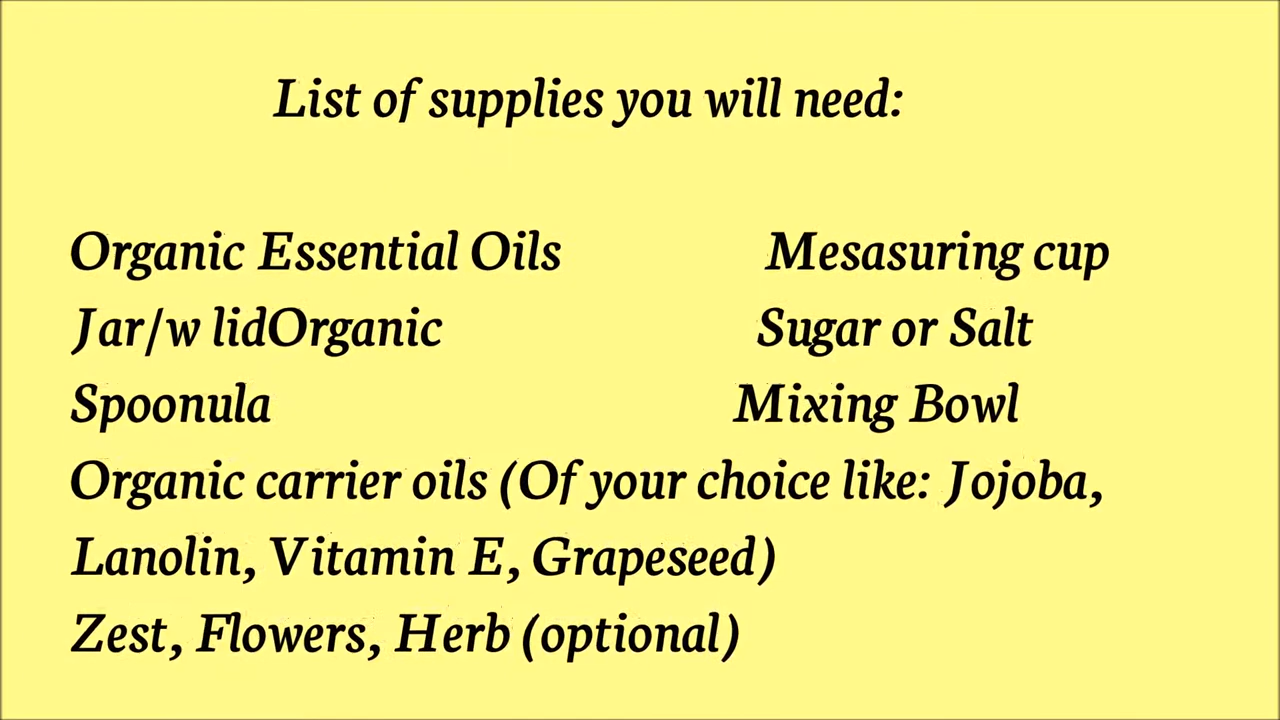 List of supplies you will need:
Organic Essential Oils Mesasuring cup
Jar/w lidOrganic Sugar or Salt
Spoonula Mixing Bowl
Organic carrier oils (Of your choice like: Jojoba,
Lanolin, Vitamin E, Grapeseed)
Zest, Flowers, Herb (optional)